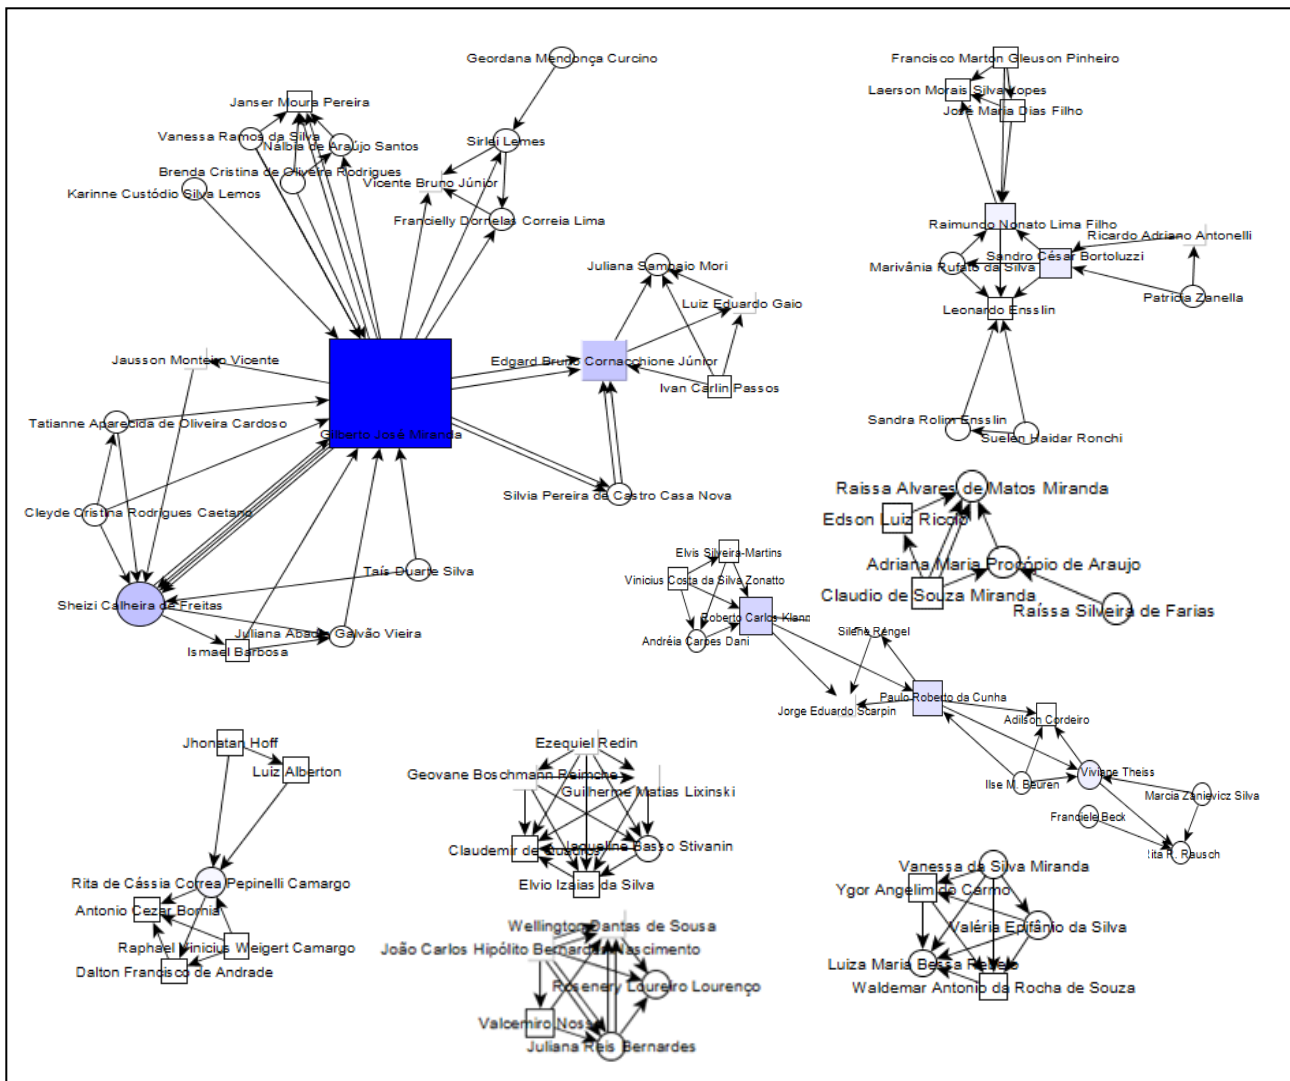 Geordana Mendonça Curcino
Janser Moura Pereira
Vanessa Ramos da Silva
Nálbia de Araújo Santos
Sirlei Lemes
Brenda Cristina de Oliveira Rodrigues
Vicente Bruno Júnior
Karinne Custódio Silva Lemos
Francielly Dornelas Correia Lima
Juliana Sampaio Mori
Luiz Eduardo Gaio
Jausson Monteiro Vicente
Edgard Bruno Cornacchione Júnior
Ivan Carlin Passos
Tatianne Aparecida de Oliveira Cardoso
Gilberto José Miranda
Silvia Pereira de Castro Casa Nova
Cleyde Cristina Rodrigues Caetano
Taís Duarte Silva
Sheizi Calheira de Freitas
Juliana Abadia Galvão Vieira
Ismael Barbosa
Francisco Marton Gleuson Pinheiro
Laerson Morais Silva Lopes
José Maria Dias Filho
Raimundo Nonato Lima Filho
Ricardo Adriano Antonelli
Sandro César Bortoluzzi
Marivânia Rufato da Silva
Patricia Zanella
Leonardo Ensslin
Sandra Rolim Ensslin
Suelen Haidar Ronchi
Raissa Alvares de Matos Miranda
Edson Luiz Riccio
Adriana Maria Procópio de Araujo
Claudio de Souza Miranda
Raíssa Silveira de Farias
Elvis Silveira-Martins
Vinicius Costa da Silva Zonatto
Roberto Carlos Klann
Andréia Carpes Dani
Silene Rengel
Paulo Roberto da Cunha
Jorge Eduardo Scarpin
Adilson Cordeiro
Viviane Theiss
Ilse M. Beuren
Marcia Zanievicz Silva
Franciele Beck
Rita R. Rausch
Jhonatan Hoff
Luiz Alberton
Rita de Cássia Correa Pepinelli Camargo
Antonio Cezar Bornia
Raphael Vinicius Weigert Camargo
Dalton Francisco de Andrade
Ezequiel Redin
Geovane Boschmann Reimche
Guilherme Matias Lixinski
Claudemir de Quadros
Jaqueline Basso Stivanin
Elvio Izaias da Silva
Wellington Dantas de Sousa
João Carlos Hipólito Bernardes Nascimento
Rosenery Loureiro Lourenço
Valcemiro Nossa
Juliana Reis Bernardes
Vanessa da Silva Miranda
Ygor Angelim do Carmo
Valéria Epifânio da Silva
Luiza Maria Bessa Rebelo
Waldemar Antonio da Rocha de Souza